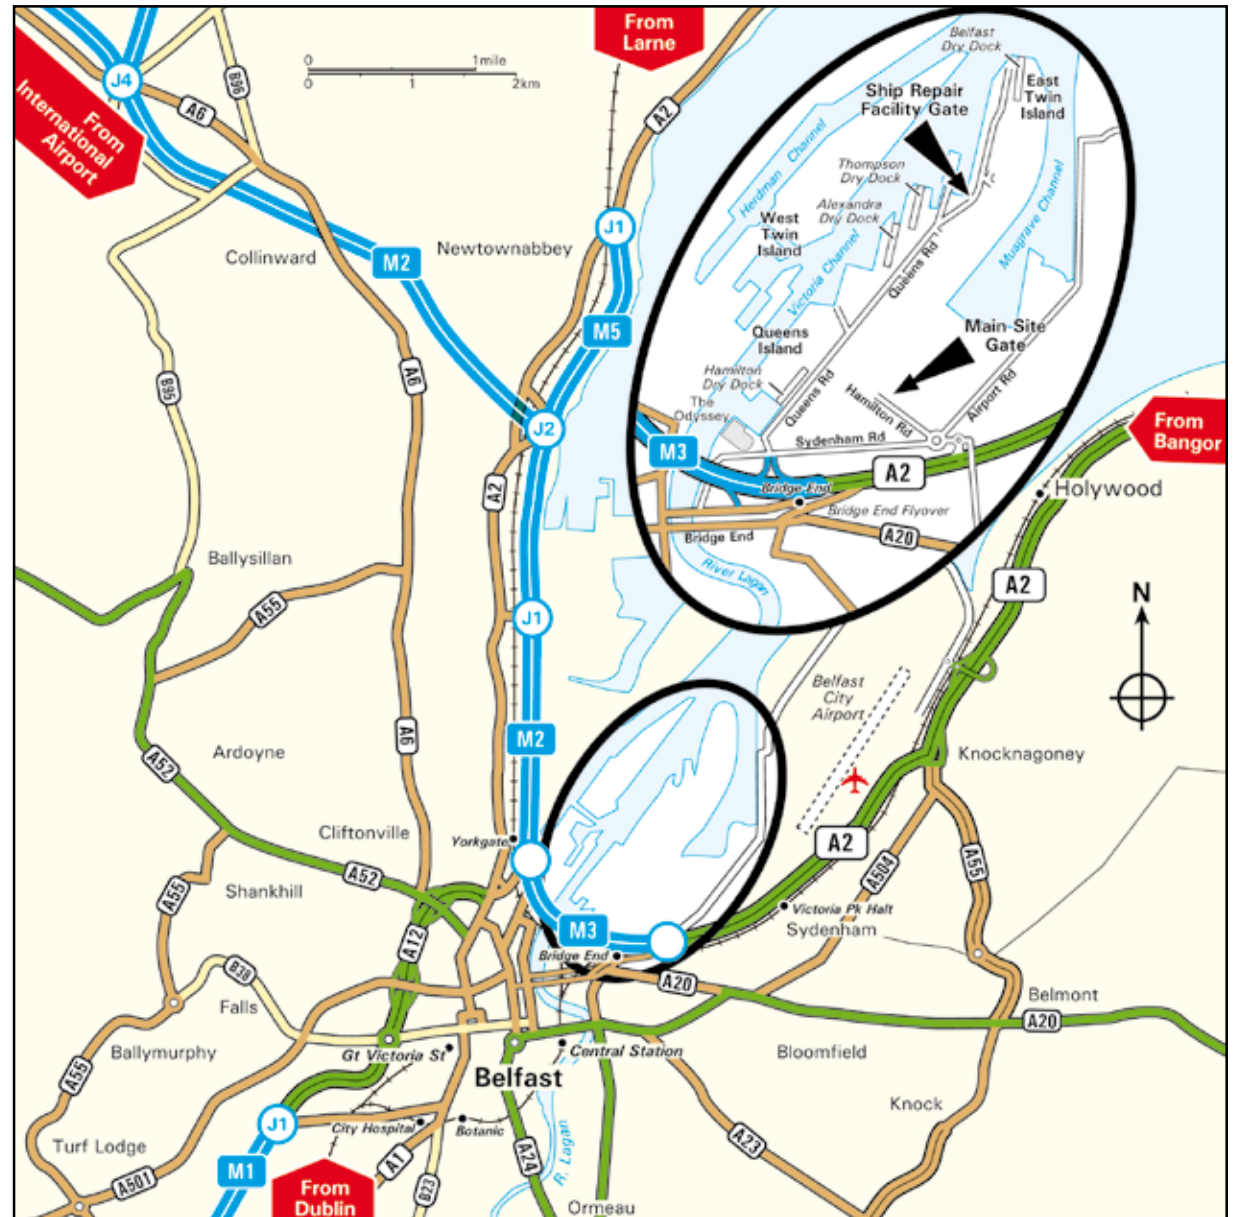 From
Larne
J4
B96
A6
From
International
Airport
0
1mile
0
2km
A2
Belfast
Dry Dock
East
Twin
Island
Ship Repair
Facility Gate
Herdman Channel
Thompson
Dry Dock
Alexandra
Dry Dock
West
Twin
Island
Victoria Channel
Musgrave Channel
Queens Rd
Main Site
Gate
Queens
Island
Hamilton
Dry Dock
The
Odyssey
Queens Rd
Hamilton Rd
Airport Rd
Sydenham Rd
M3
A2
Bridge End
Bridge End Flyover
Bridge End
A20
River Lagan
Collinward
M2
Newtownabbey
J1
M5
B95
A6
J2
A2
From
Bangor
Holywood
Ballysillan
A55
J1
A2
N
Belfast
City
Airport
A52
Ardoyne
A6
M2
Knocknagoney
Cliftonville
Yorkgate
A2
A52
A55
Shankhill
A504
A55
Victoria Pk Halt
Sydenham
M3
A12
Bridge End
B38
A20
Falls
Belmont
A20
Ballymurphy
Gt Victoria St
Central Station
Bloomfield
Belfast
A55
Knock
J1
City Hospital
Botanic
Turf Lodge
A23
R. Lagan
M1
A501
From
Dublin
A1
B23
A24
Ormeau